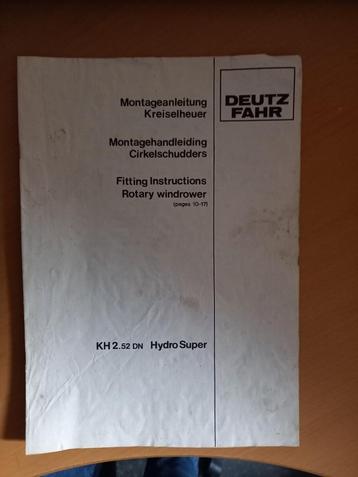 Montageanleitung
Kreiselheuer
DEUTZ
FAHR
Montagehandleiding
Cirkelschudders
Fitting Instructions
Rotary windrower
(pages 10-17)
KH 2.52 DN Hydro Super